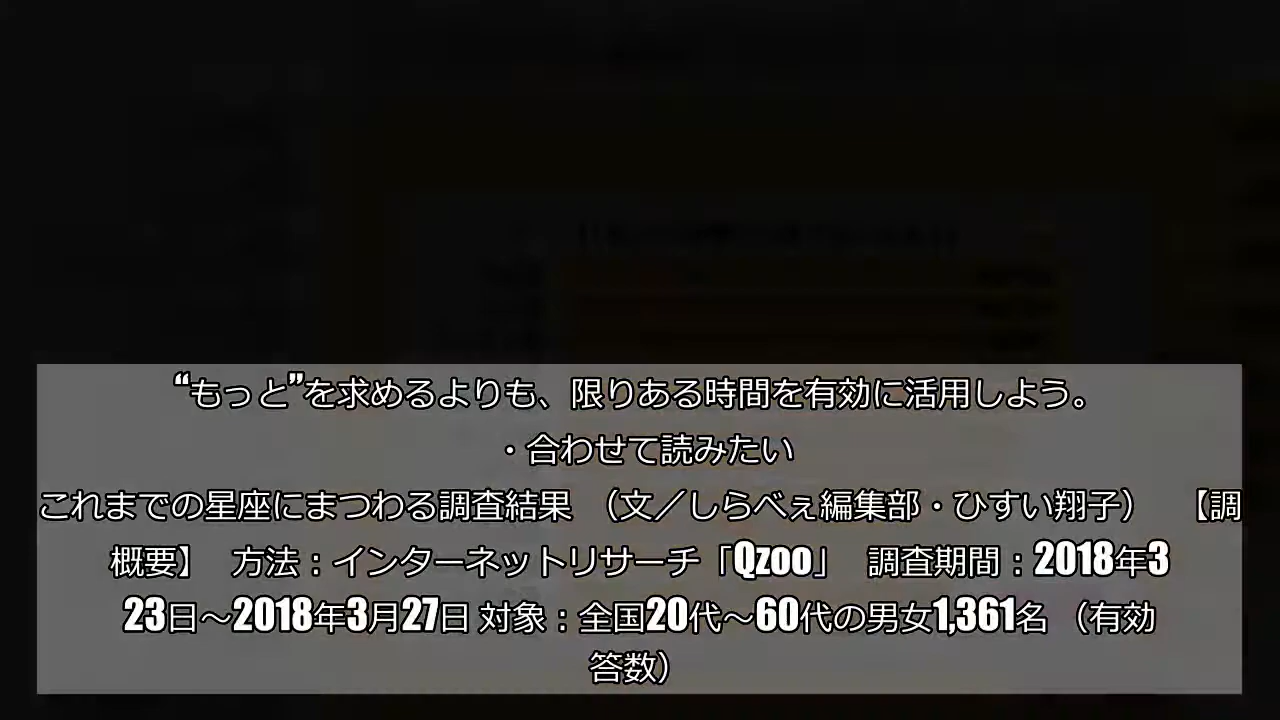 “もっと”を求めるよりも、限りある時間を有効に活用しよう。
・合わせて読みたい
これまでの星座にまつわる調査結果 （文／しらべぇ編集部・ひすい翔子） 【調
概要】 方法：インターネットリサーチ「Qzoo」 調査期間：2018年3
23日～2018年3月27日 対象：全国20代～60代の男女1,361名 （有効
答数）